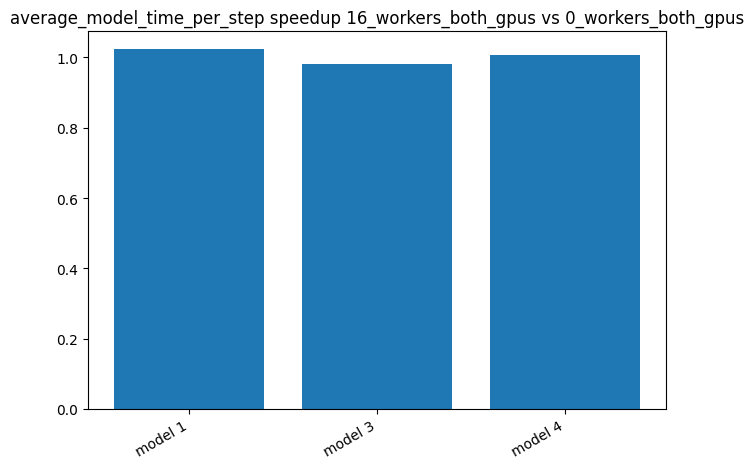 average_model_time_per_step speedup 16_workers_both_gpus vs 0_workers_both_gpus
1.0
0.8
0.6
0.4
0.2
0.0
model 1
model 3
model 4